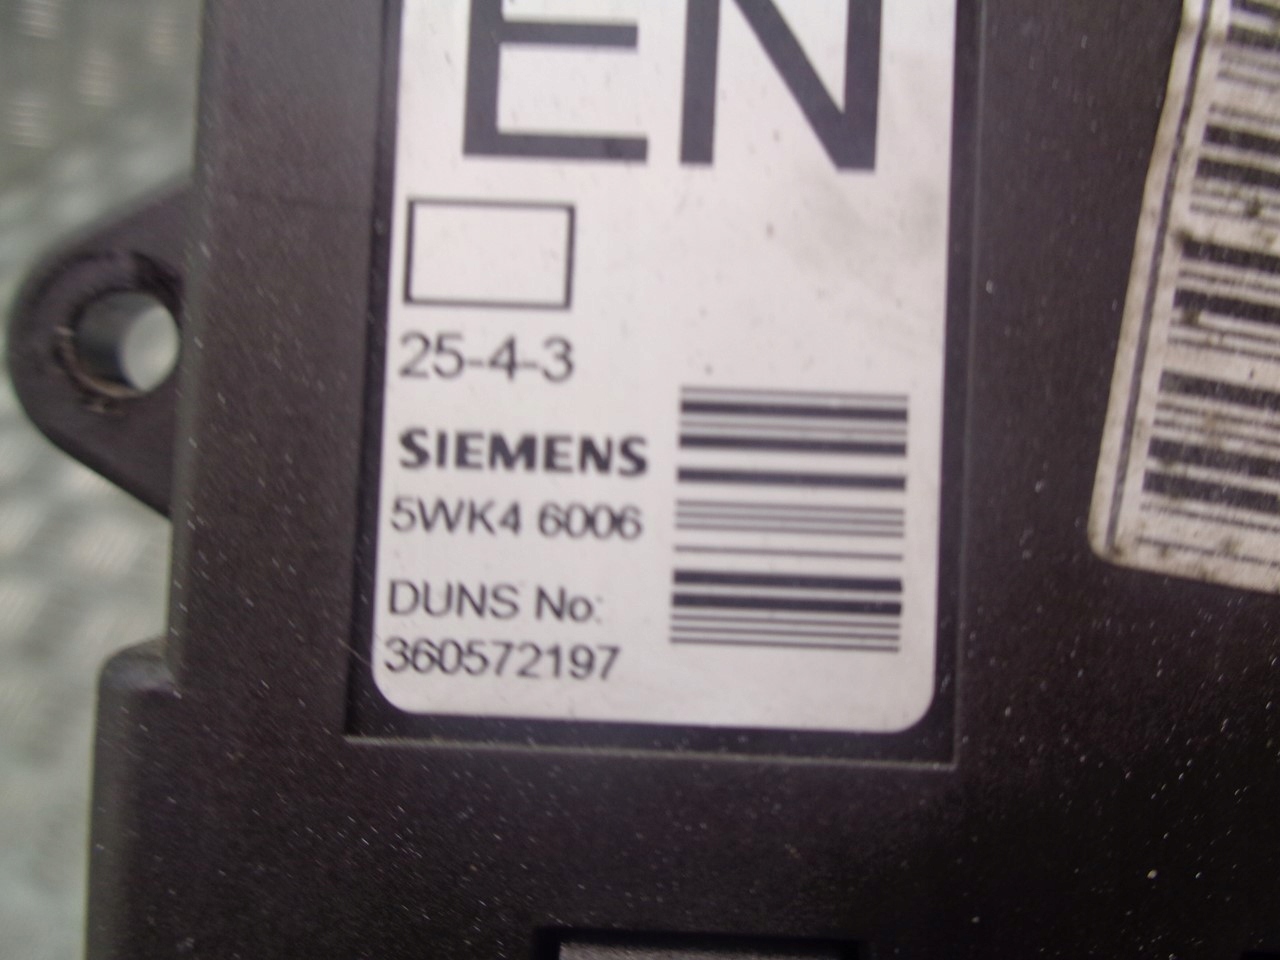 EN
25-4-3
SIEMENS
5WK4 6006
DUNS No:
360572197